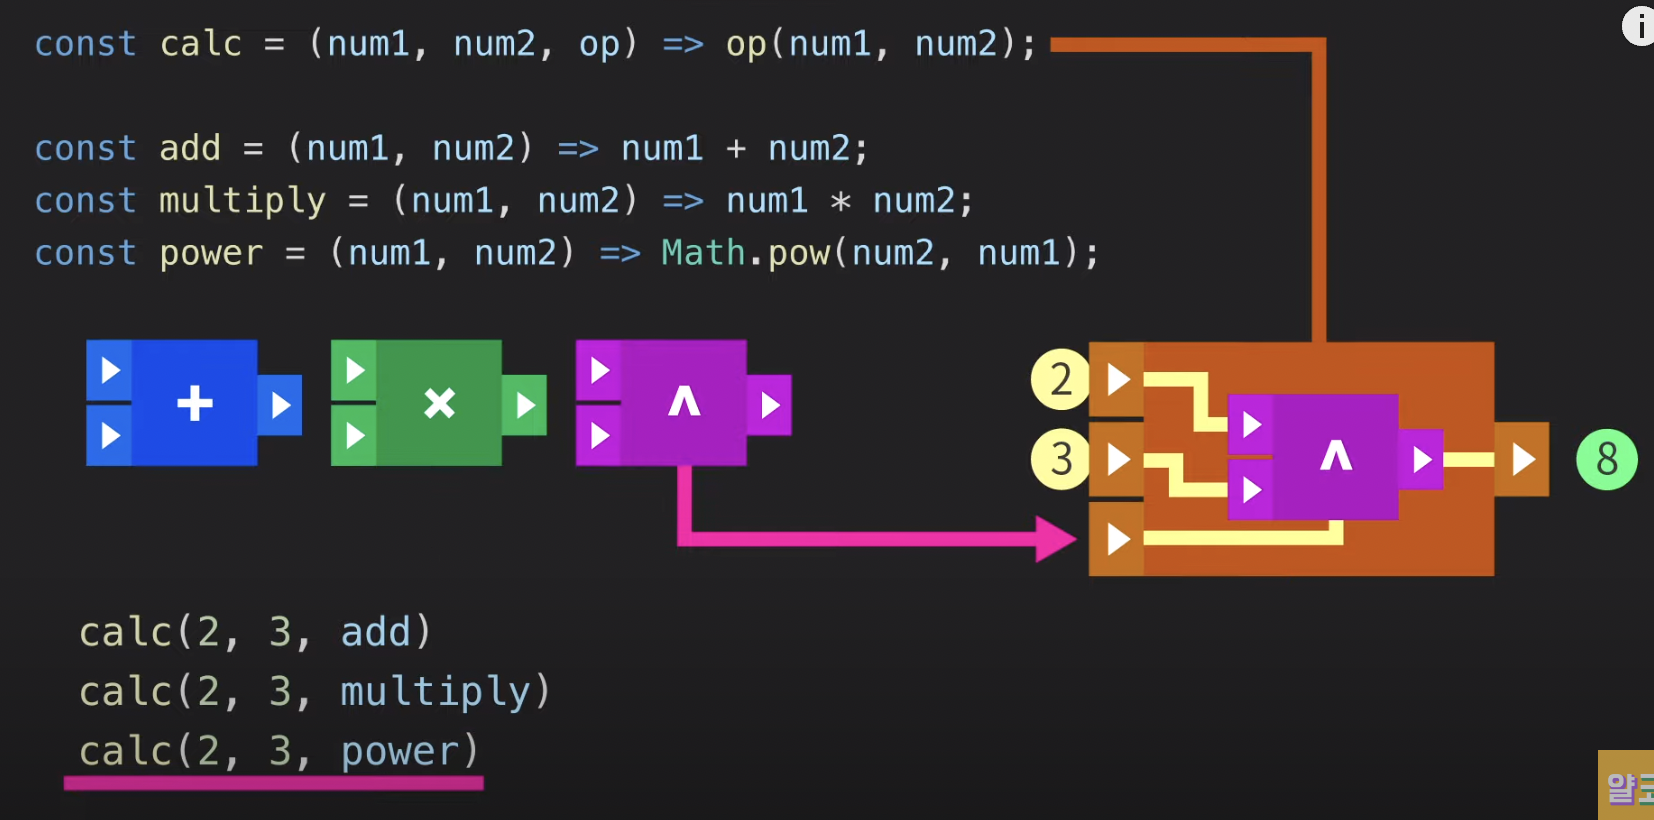 const calc = (num1, num2, op) => op(num1, num2);
const add = (num1, num2) => num1 + num2;
const multiply = (num1, num2) => num1 * num2;
const power = (num1, num2) => Math.pow(num2, num1);
+
×
^
2
3
^
8
calc(2, 3, add)
calc(2, 3, multiply)
calc(2, 3, power)
i
얄코